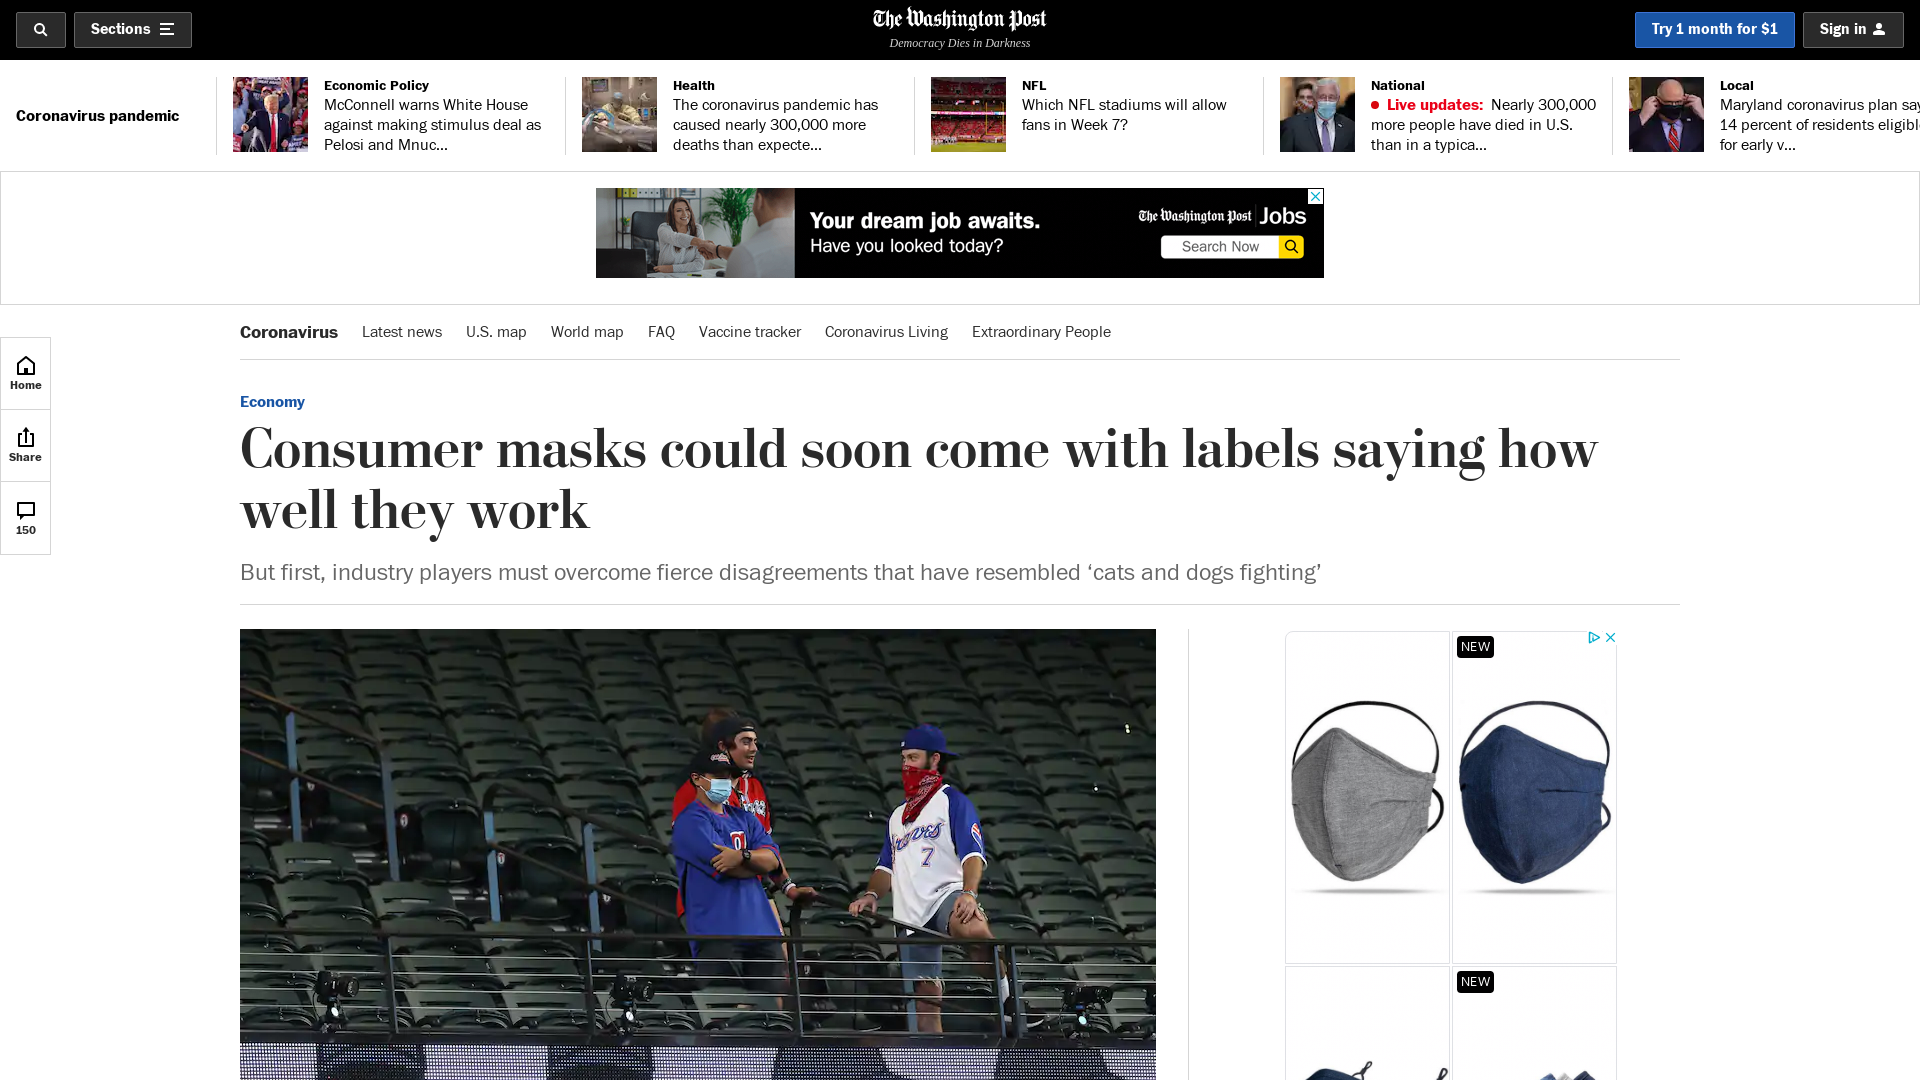 Sections
The Washington Post
Democracy Dies in Darkness
Try 1 month for $1
Sign in
Coronavirus pandemic
Economic Policy
McConnell warns White House
against making stimulus deal as
Pelosi and Mnuc...
Health
The coronavirus pandemic has
caused nearly 300,000 more
deaths than expecte...
NFL
Which NFL stadiums will allow
fans in Week 7?
National
Live updates: Nearly 300,000
more people have died in U.S.
than in a typica...
Local
Maryland coronavirus plan say
14 percent of residents eligible
for early v...
Your dream job awaits.
Have you looked today?
The Washington Post Jobs
Search Now
Coronavirus
Latest news
U.S. map
World map
FAQ
Vaccine tracker
Coronavirus Living
Extraordinary People
Home
Share
150
Economy
Consumer masks could soon come with labels saying how
well they work
But first, industry players must overcome fierce disagreements that have resembled ‘cats and dogs fighting’
NEW
NEW
7